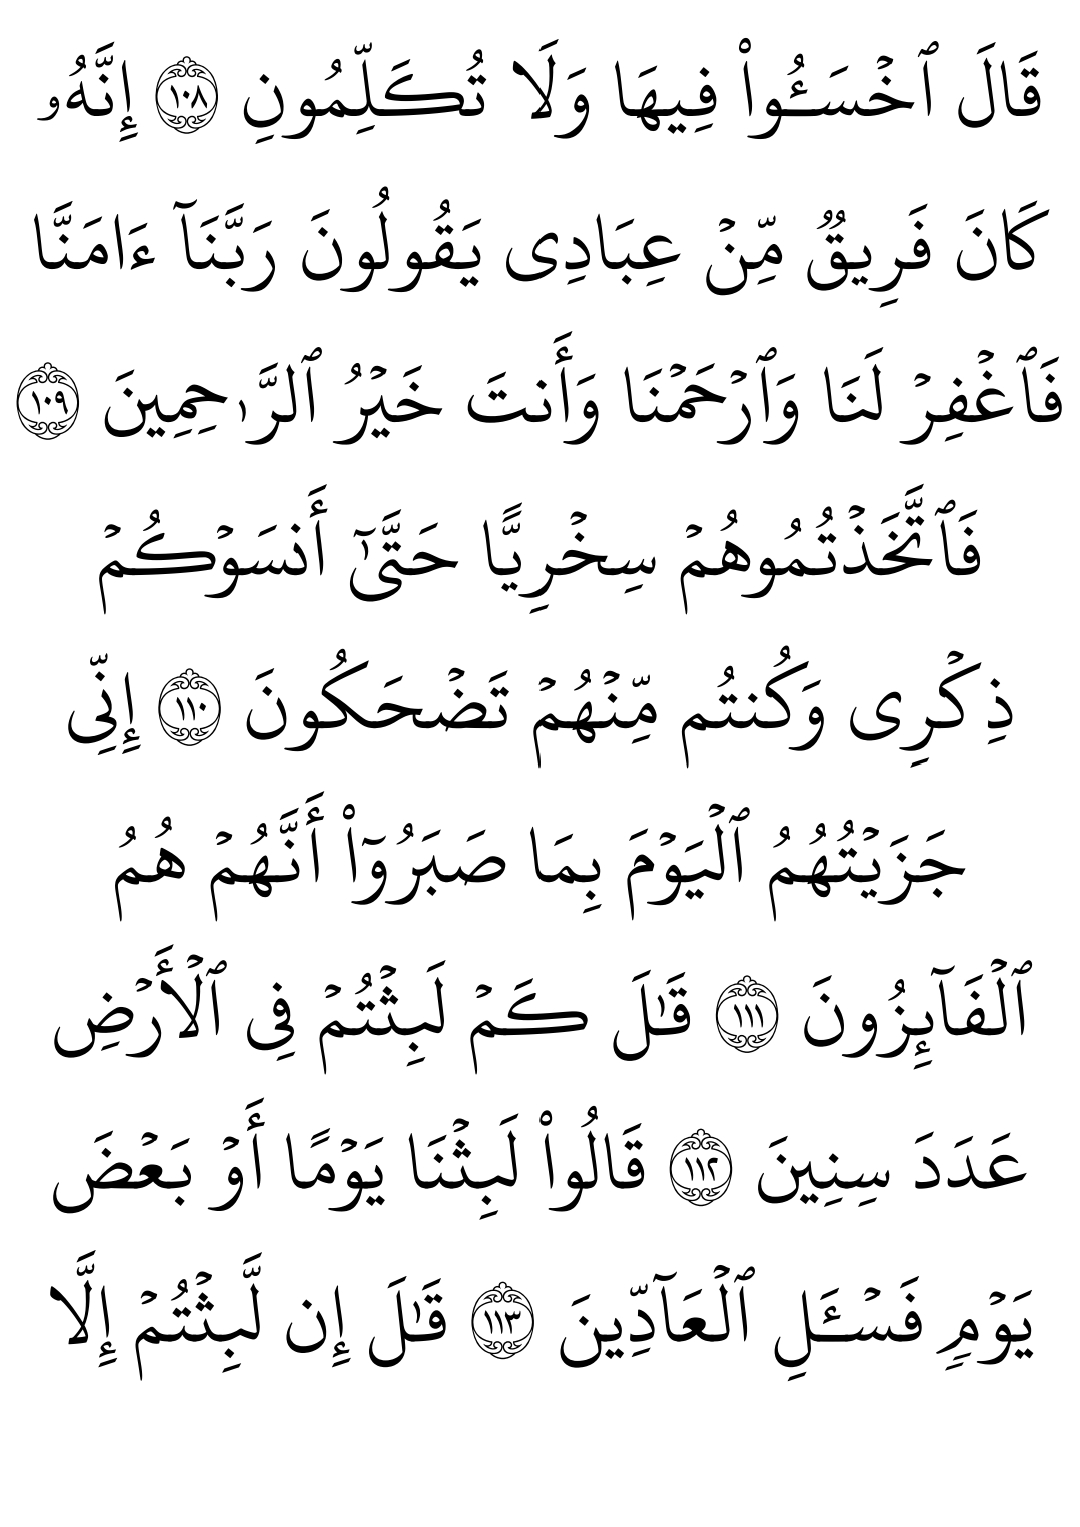 قَالَ ٱخْسَـُٔوا۟ فِيهَا وَلَا تُكَلِّمُونِ ١٠٨ إِنَّهُۥ
كَانَ فَرِيقٌ مِّنْ عِبَادِى يَقُولُونَ رَبَّنَآ ءَامَنَّا
فَٱغْفِرْ لَنَا وَٱرْحَمْنَا وَأَنتَ خَيْرُ ٱلرَّٰحِمِينَ ١٠٩
فَٱتَّخَذْتُمُوهُمْ سِخْرِيًّا حَتَّىٰٓ أَنسَوْكُمْ
ذِكْرِى وَكُنتُم مِّنْهُمْ تَضْحَكُونَ ١١٠ إِنِّى
جَزَيْتُهُمُ ٱلْيَوْمَ بِمَا صَبَرُوٓا۟ أَنَّهُمْ هُمُ
ٱلْفَآئِزُونَ ١١١ قَٰلَ كَمْ لَبِثْتُمْ فِى ٱلْأَرْضِ
عَدَدَ سِنِينَ ١١٢ قَالُوا۟ لَبِثْنَا يَوْمًا أَوْ بَعْضَ
يَوْمٍ فَسْـَٔلِ ٱلْعَآدِّينَ ١١٣ قَٰلَ إِن لَّبِثْتُمْ إِلَّا